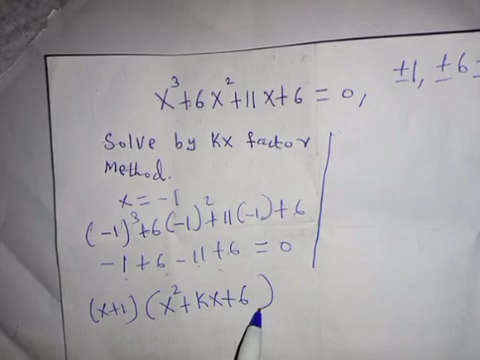 x³+6x²+11x+6 = 0,
±1, ±6
Solve by Kx factor
Method.
x = -1
(-1)³+6(-1)²+11(-1)+6
-1+6-11+6 = 0
(x+1) (x²+Kx+6)